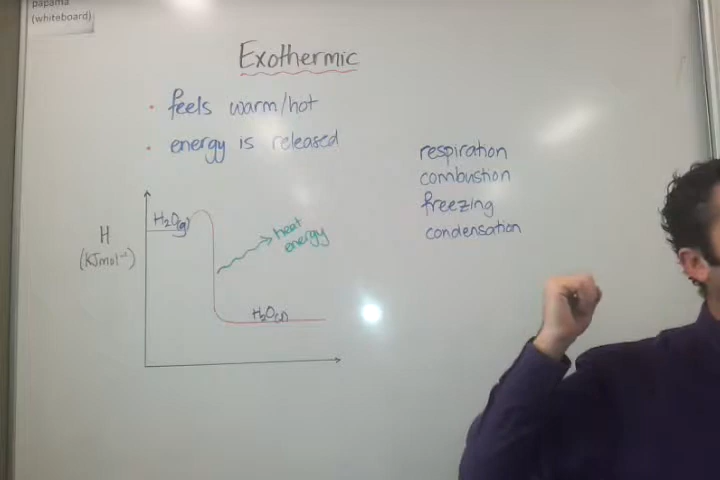 papama
(whiteboard)
Exothermic
• feels warm/hot
• energy is released
respiration
combustion
freezing
condensation
H
(KJmol⁻¹)
H₂O(g)
heat
energy
H₂O(l)